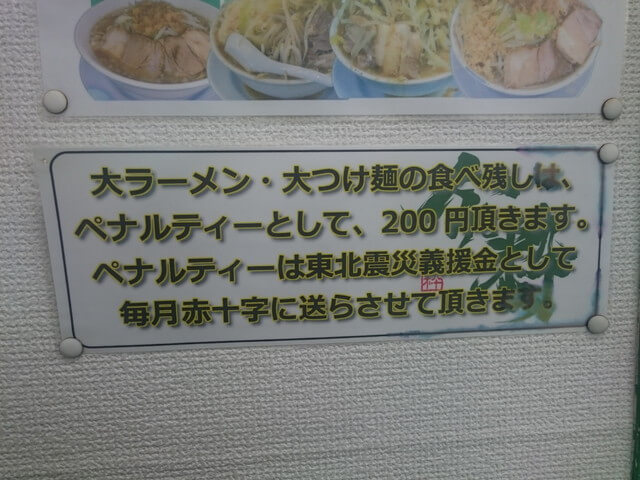 大ラーメン・大つけ麺の食べ残しは、
ペナルティーとして、200円頂きます。
ペナルティーは東北震災義援金として
毎月赤十字に送らさせて頂きます。